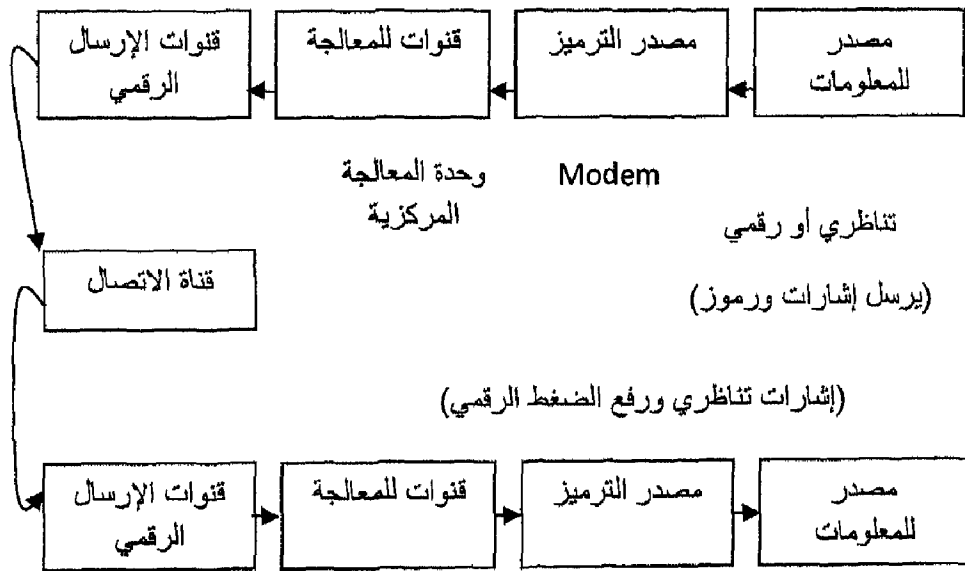 مصدر
للمعلومات
مصدر الترميز
قنوات للمعالجة
قنوات الإرسال
الرقمي
Modem
وحدة المعالجة
المركزية
تناظري أو رقمي
قناة الاتصال
(يرسل إشارات ورموز)
(إشارات تناظري ورفع الضغط الرقمي)
قنوات الإرسال
الرقمي
قنوات للمعالجة
مصدر الترميز
مصدر
للمعلومات